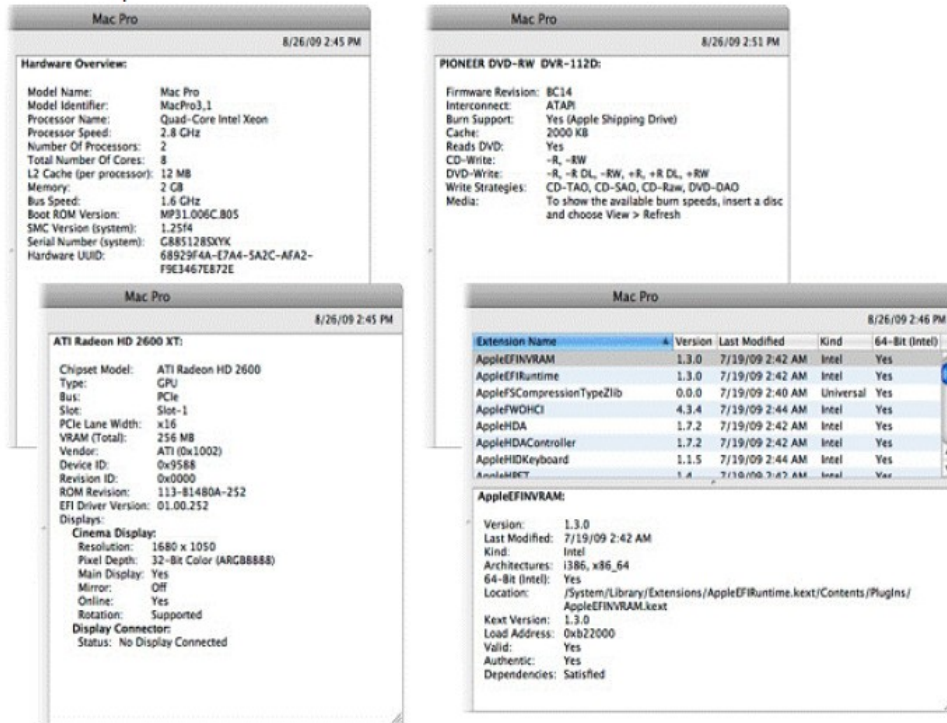 Mac Pro
8/26/09 2:45 PM
Hardware Overview:
Model Name: Mac Pro
Model Identifier: MacPro3,1
Processor Name: Quad-Core Intel Xeon
Processor Speed: 2.8 GHz
Number Of Processors: 2
Total Number Of Cores: 8
L2 Cache (per processor): 12 MB
Memory: 2 GB
Bus Speed: 1.6 GHz
Boot ROM Version: MP31.006C.B05
SMC Version (system): 1.25f4
Serial Number (system): G885128SXYK
Hardware UUID: 68929F4A-E7A4-5A2C-AFA2-
F9E3467E872E
Mac Pro
8/26/09 2:51 PM
PIONEER DVD-RW DVR-112D:
Firmware Revision: BC14
Interconnect: ATAPI
Burn Support: Yes (Apple Shipping Drive)
Cache: 2000 KB
Reads DVD: Yes
CD-Write: -R, -RW
DVD-Write: -R, -R DL, -RW, +R, +R DL, +RW
Write Strategies: CD-TAO, CD-SAO, CD-Raw, DVD-DAO
Media: To show the available burn speeds, insert a disc
and choose View > Refresh
Mac Pro
8/26/09 2:45 PM
ATI Radeon HD 2600 XT:
Chipset Model: ATI Radeon HD 2600
Type: GPU
Bus: PCIe
Slot: Slot-1
PCIe Lane Width: x16
VRAM (Total): 256 MB
Vendor: ATI (0x1002)
Device ID: 0x9588
Revision ID: 0x0000
ROM Revision: 113-B1480A-252
EFI Driver Version: 01.00.252
Displays:
Cinema Display:
Resolution: 1680 x 1050
Pixel Depth: 32-Bit Color (ARGB8888)
Main Display: Yes
Mirror: Off
Online: Yes
Rotation: Supported
Display Connector:
Status: No Display Connected
Mac Pro
8/26/09 2:46 PM
Extension Name Version Last Modified Kind 64-Bit (Intel)
AppleEFINVRAM 1.3.0 7/19/09 2:42 AM Intel Yes
AppleEFIRuntime 1.3.0 7/19/09 2:42 AM Intel Yes
AppleFSCompressionTypeZlib 0.0.0 7/19/09 2:40 AM Universal Yes
AppleFWOHCI 4.3.4 7/19/09 2:44 AM Intel Yes
AppleHDA 1.7.2 7/19/09 2:42 AM Intel Yes
AppleHDAController 1.7.2 7/19/09 2:42 AM Intel Yes
AppleHIDKeyboard 1.1.5 7/19/09 2:44 AM Intel Yes
AppleHPET 1.4 7/19/09 2:42 AM Intel Yes
AppleEFINVRAM:
Version: 1.3.0
Last Modified: 7/19/09 2:42 AM
Kind: Intel
Architectures: i386, x86_64
64-Bit (Intel): Yes
Location: /System/Library/Extensions/AppleEFIRuntime.kext/Contents/PlugIns/
AppleEFINVRAM.kext
Kext Version: 1.3.0
Load Address: 0xb22000
Valid: Yes
Authentic: Yes
Dependencies: Satisfied